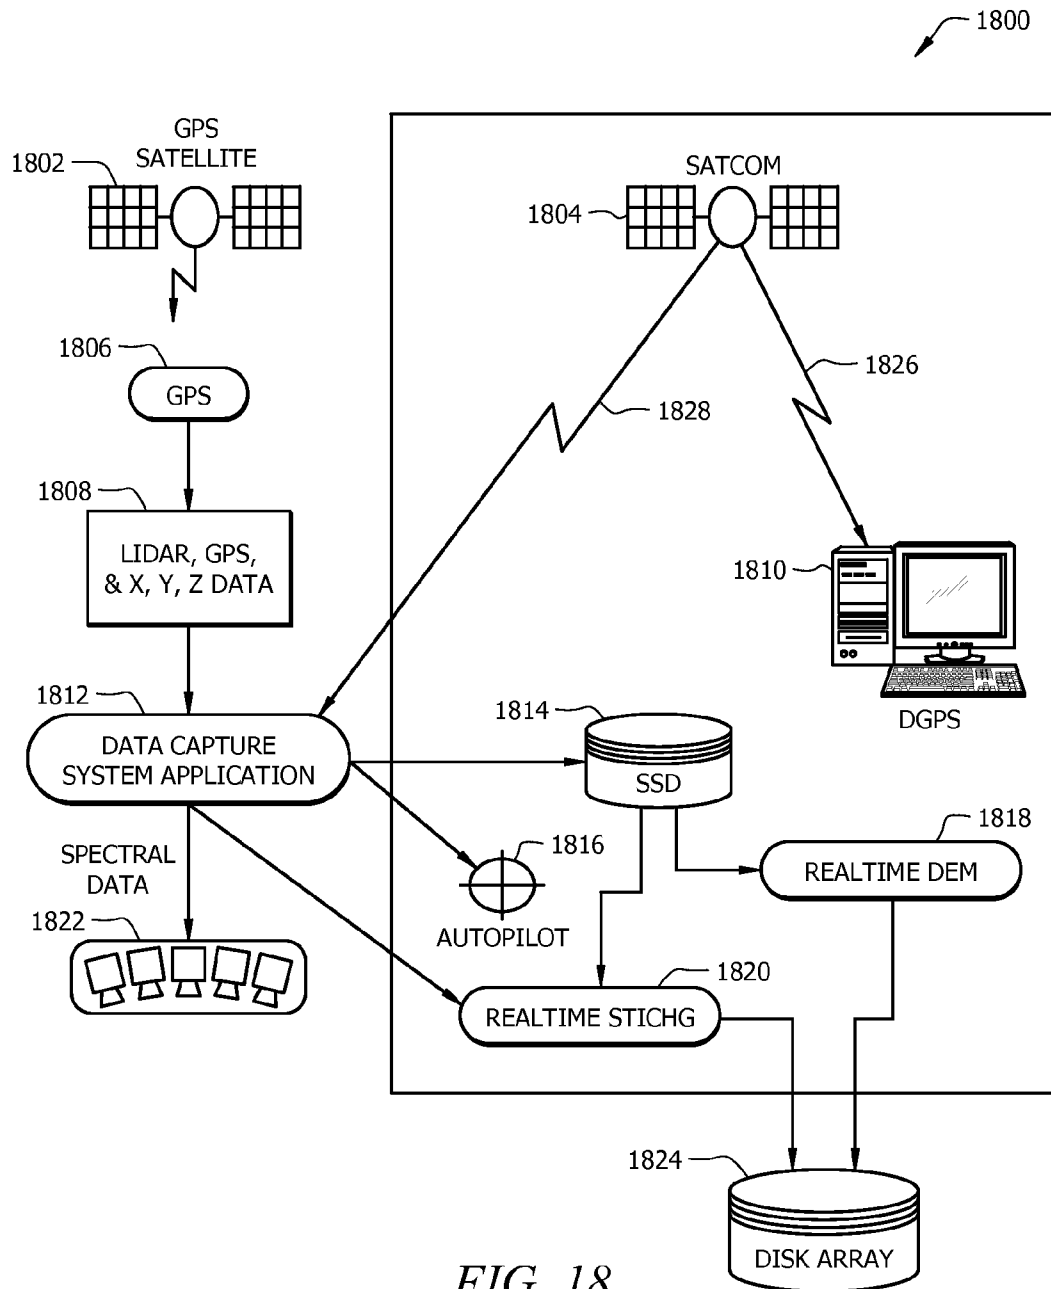 1800
GPS
SATELLITE
1802
SATCOM
1804
1806
GPS
1826
1828
1808
LIDAR, GPS,
& X, Y, Z DATA
1810
DGPS
1812
DATA CAPTURE
SYSTEM APPLICATION
1814
SSD
1816
AUTOPILOT
1818
REALTIME DEM
SPECTRAL
DATA
1822
1820
REALTIME STICHG
1824
DISK ARRAY
FIG. 18